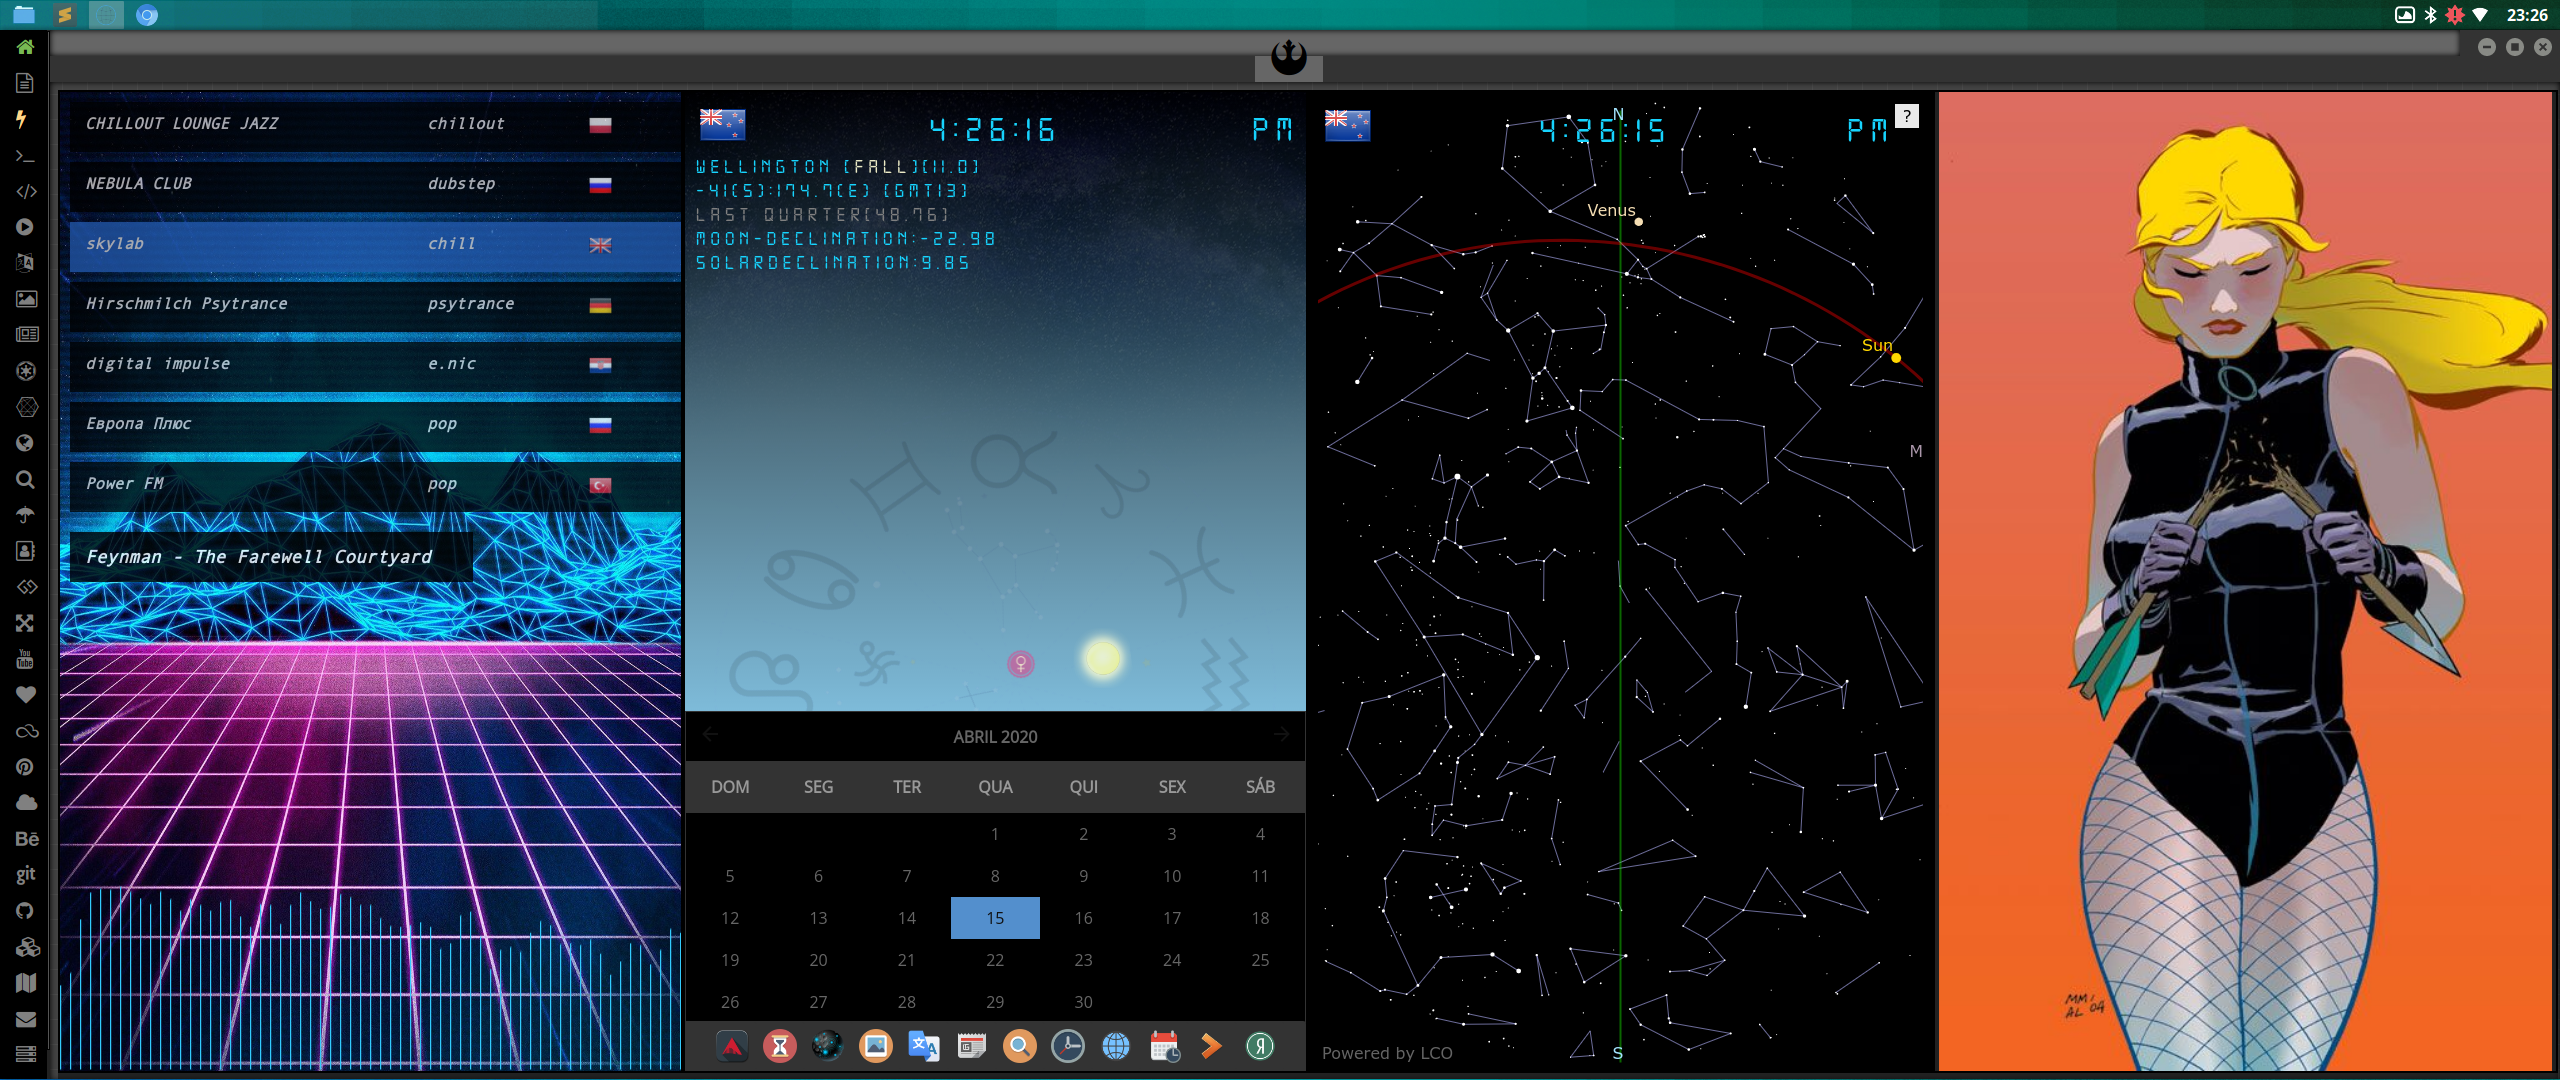 23:26
CHILLOUT LOUNGE JAZZ chillout
NEBULA CLUB dubstep
skylab chill
Hirschmilch Psytrance psytrance
digital impulse e.nic
Европа Плюс pop
Power FM pop
Feynman - The Farewell Courtyard
You
Tube
Bē
git
4:26:16 PM
WELLINGTON [FALL][11.0]
-41(S):174.7(E) [GMT13]
LAST QUARTER[48.76]
MOON-DECLINATION:-22.98
SOLARDECLINATION:9.85
ABRIL 2020
DOM SEG TER QUA QUI SEX SÁB
1 2 3 4
5 6 7 8 9 10 11
12 13 14 15 16 17 18
19 20 21 22 23 24 25
26 27 28 29 30
N
4:26:15 PM
?
Venus
Sun
M
Powered by LCO
S